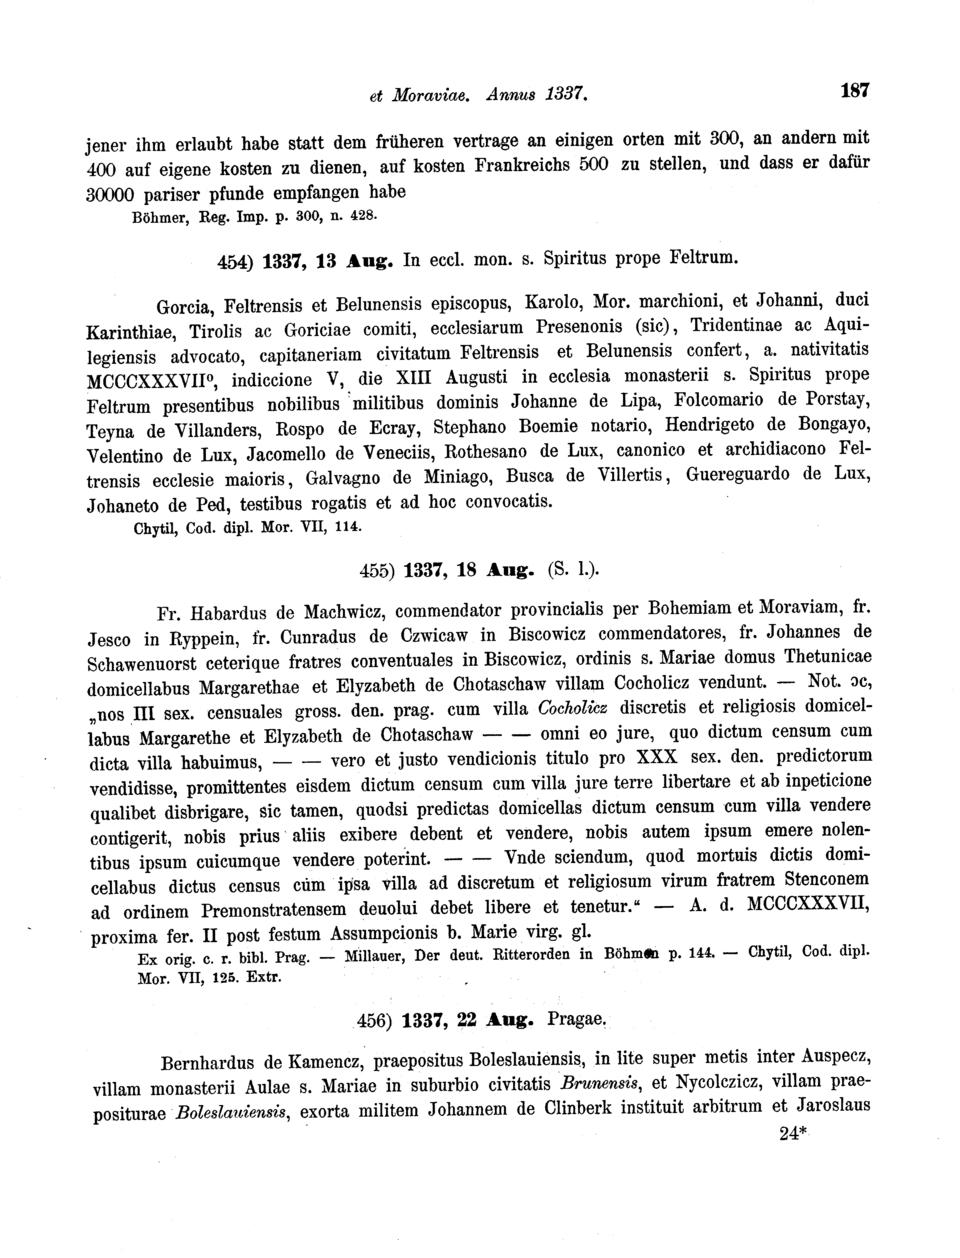 et Moraviae. Annus 1337. 187
jener ihm erlaubt habe statt dem früheren vertrage an einigen orten mit 300, an andern mit
400 auf eigene kosten zu dienen, auf kosten Frankreichs 500 zu stellen, und dass er dafür
30000 pariser pfunde empfangen habe
Böhmer, Reg. Imp. p. 300, n. 428.
454) 1337, 13 Aug. In eccl. mon. s. Spiritus prope Feltrum.
Gorcia, Feltrensis et Belunensis episcopus, Karolo, Mor. marchioni, et Johanni, duci
Karinthiae, Tirolis ac Goriciae comiti, ecclesiarum Presenonis (sic), Tridentinae ac Aqui-
legiensis advocato, capitaneriam civitatum Feltrensis et Belunensis confert, a. nativitatis
MCCCXXXVII⁰, indiccione V, die XIII Augusti in ecclesia monasterii s. Spiritus prope
Feltrum presentibus nobilibus militibus dominis Johanne de Lipa, Folcomario de Porstay,
Teyna de Villanders, Rospo de Ecray, Stephano Boemie notario, Hendrigeto de Bongayo,
Velentino de Lux, Jacomello de Veneciis, Rothesano de Lux, canonico et archidiacono Fel-
trensis ecclesie maioris, Galvagno de Miniago, Busca de Villertis, Guereguardo de Lux,
Johaneto de Ped, testibus rogatis et ad hoc convocatis.
Chytil, Cod. dipl. Mor. VII, 114.
455) 1337, 18 Aug. (S. l.).
Fr. Habardus de Machwicz, commendator provincialis per Bohemiam et Moraviam, fr.
Jesco in Ryppein, fr. Cunradus de Czwicaw in Biscowicz commendatores, fr. Johannes de
Schawenuorst ceterique fratres conventuales in Biscowicz, ordinis s. Mariae domus Thetunicae
domicellabus Margarethae et Elyzabeth de Chotaschaw villam Cocholicz vendunt. — Not. ɔc,
„nos III sex. censuales gross. den. prag. cum villa Cocholicz discretis et religiosis domicel-
labus Margarethe et Elyzabeth de Chotaschaw — — omni eo jure, quo dictum censum cum
dicta villa habuimus, — — vero et justo vendicionis titulo pro XXX sex. den. predictorum
vendidisse, promittentes eisdem dictum censum cum villa jure terre libertare et ab inpeticione
qualibet disbrigare, sic tamen, quodsi predictas domicellas dictum censum cum villa vendere
contigerit, nobis prius aliis exibere debent et vendere, nobis autem ipsum emere nolen-
tibus ipsum cuicumque vendere poterint. — — Vnde sciendum, quod mortuis dictis domi-
cellabus dictus census cum ipsa villa ad discretum et religiosum virum fratrem Stenconem
ad ordinem Premonstratensem deuolui debet libere et tenetur.“ — A. d. MCCCXXXVII,
proxima fer. II post festum Assumpcionis b. Marie virg. gl.
Ex orig. c. r. bibl. Prag. — Millauer, Der deut. Ritterorden in Böhmen p. 144. — Chytil, Cod. dipl.
Mor. VII, 125. Extr.
456) 1337, 22 Aug. Pragae.
Bernhardus de Kamencz, praepositus Boleslauiensis, in lite super metis inter Auspecz,
villam monasterii Aulae s. Mariae in suburbio civitatis Brunensis, et Nycolczicz, villam prae-
positurae Boleslauiensis, exorta militem Johannem de Clinberk instituit arbitrum et Jaroslaus
24*